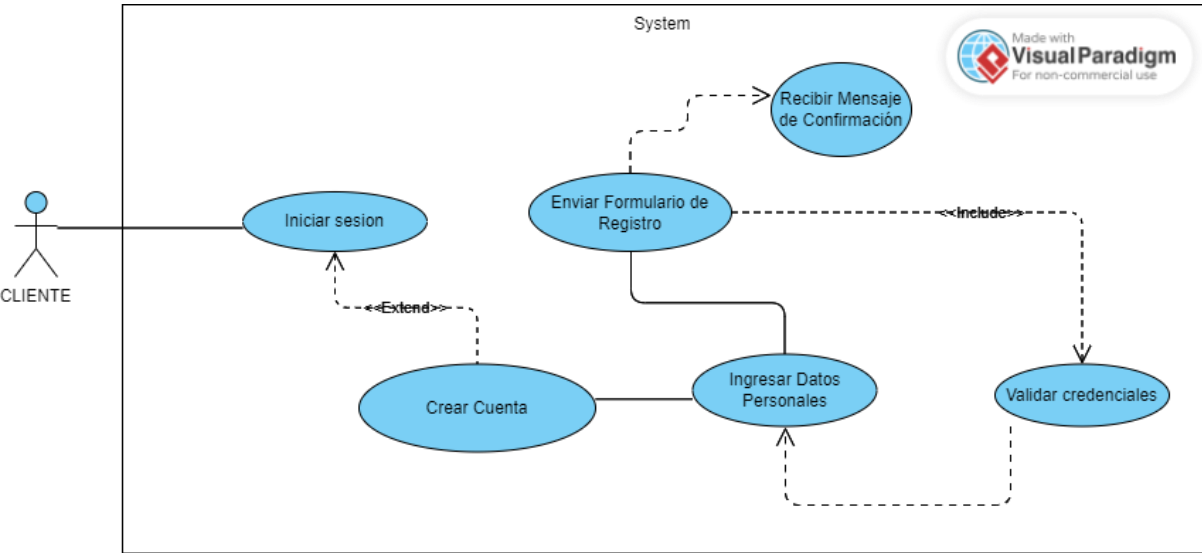 System
Made with
Visual Paradigm
For non-commercial use
Recibir Mensaje
de Confirmación
Enviar Formulario de
Registro
Iniciar sesion
<<Include>>
CLIENTE
<<Extend>>
Ingresar Datos
Personales
Validar credenciales
Crear Cuenta